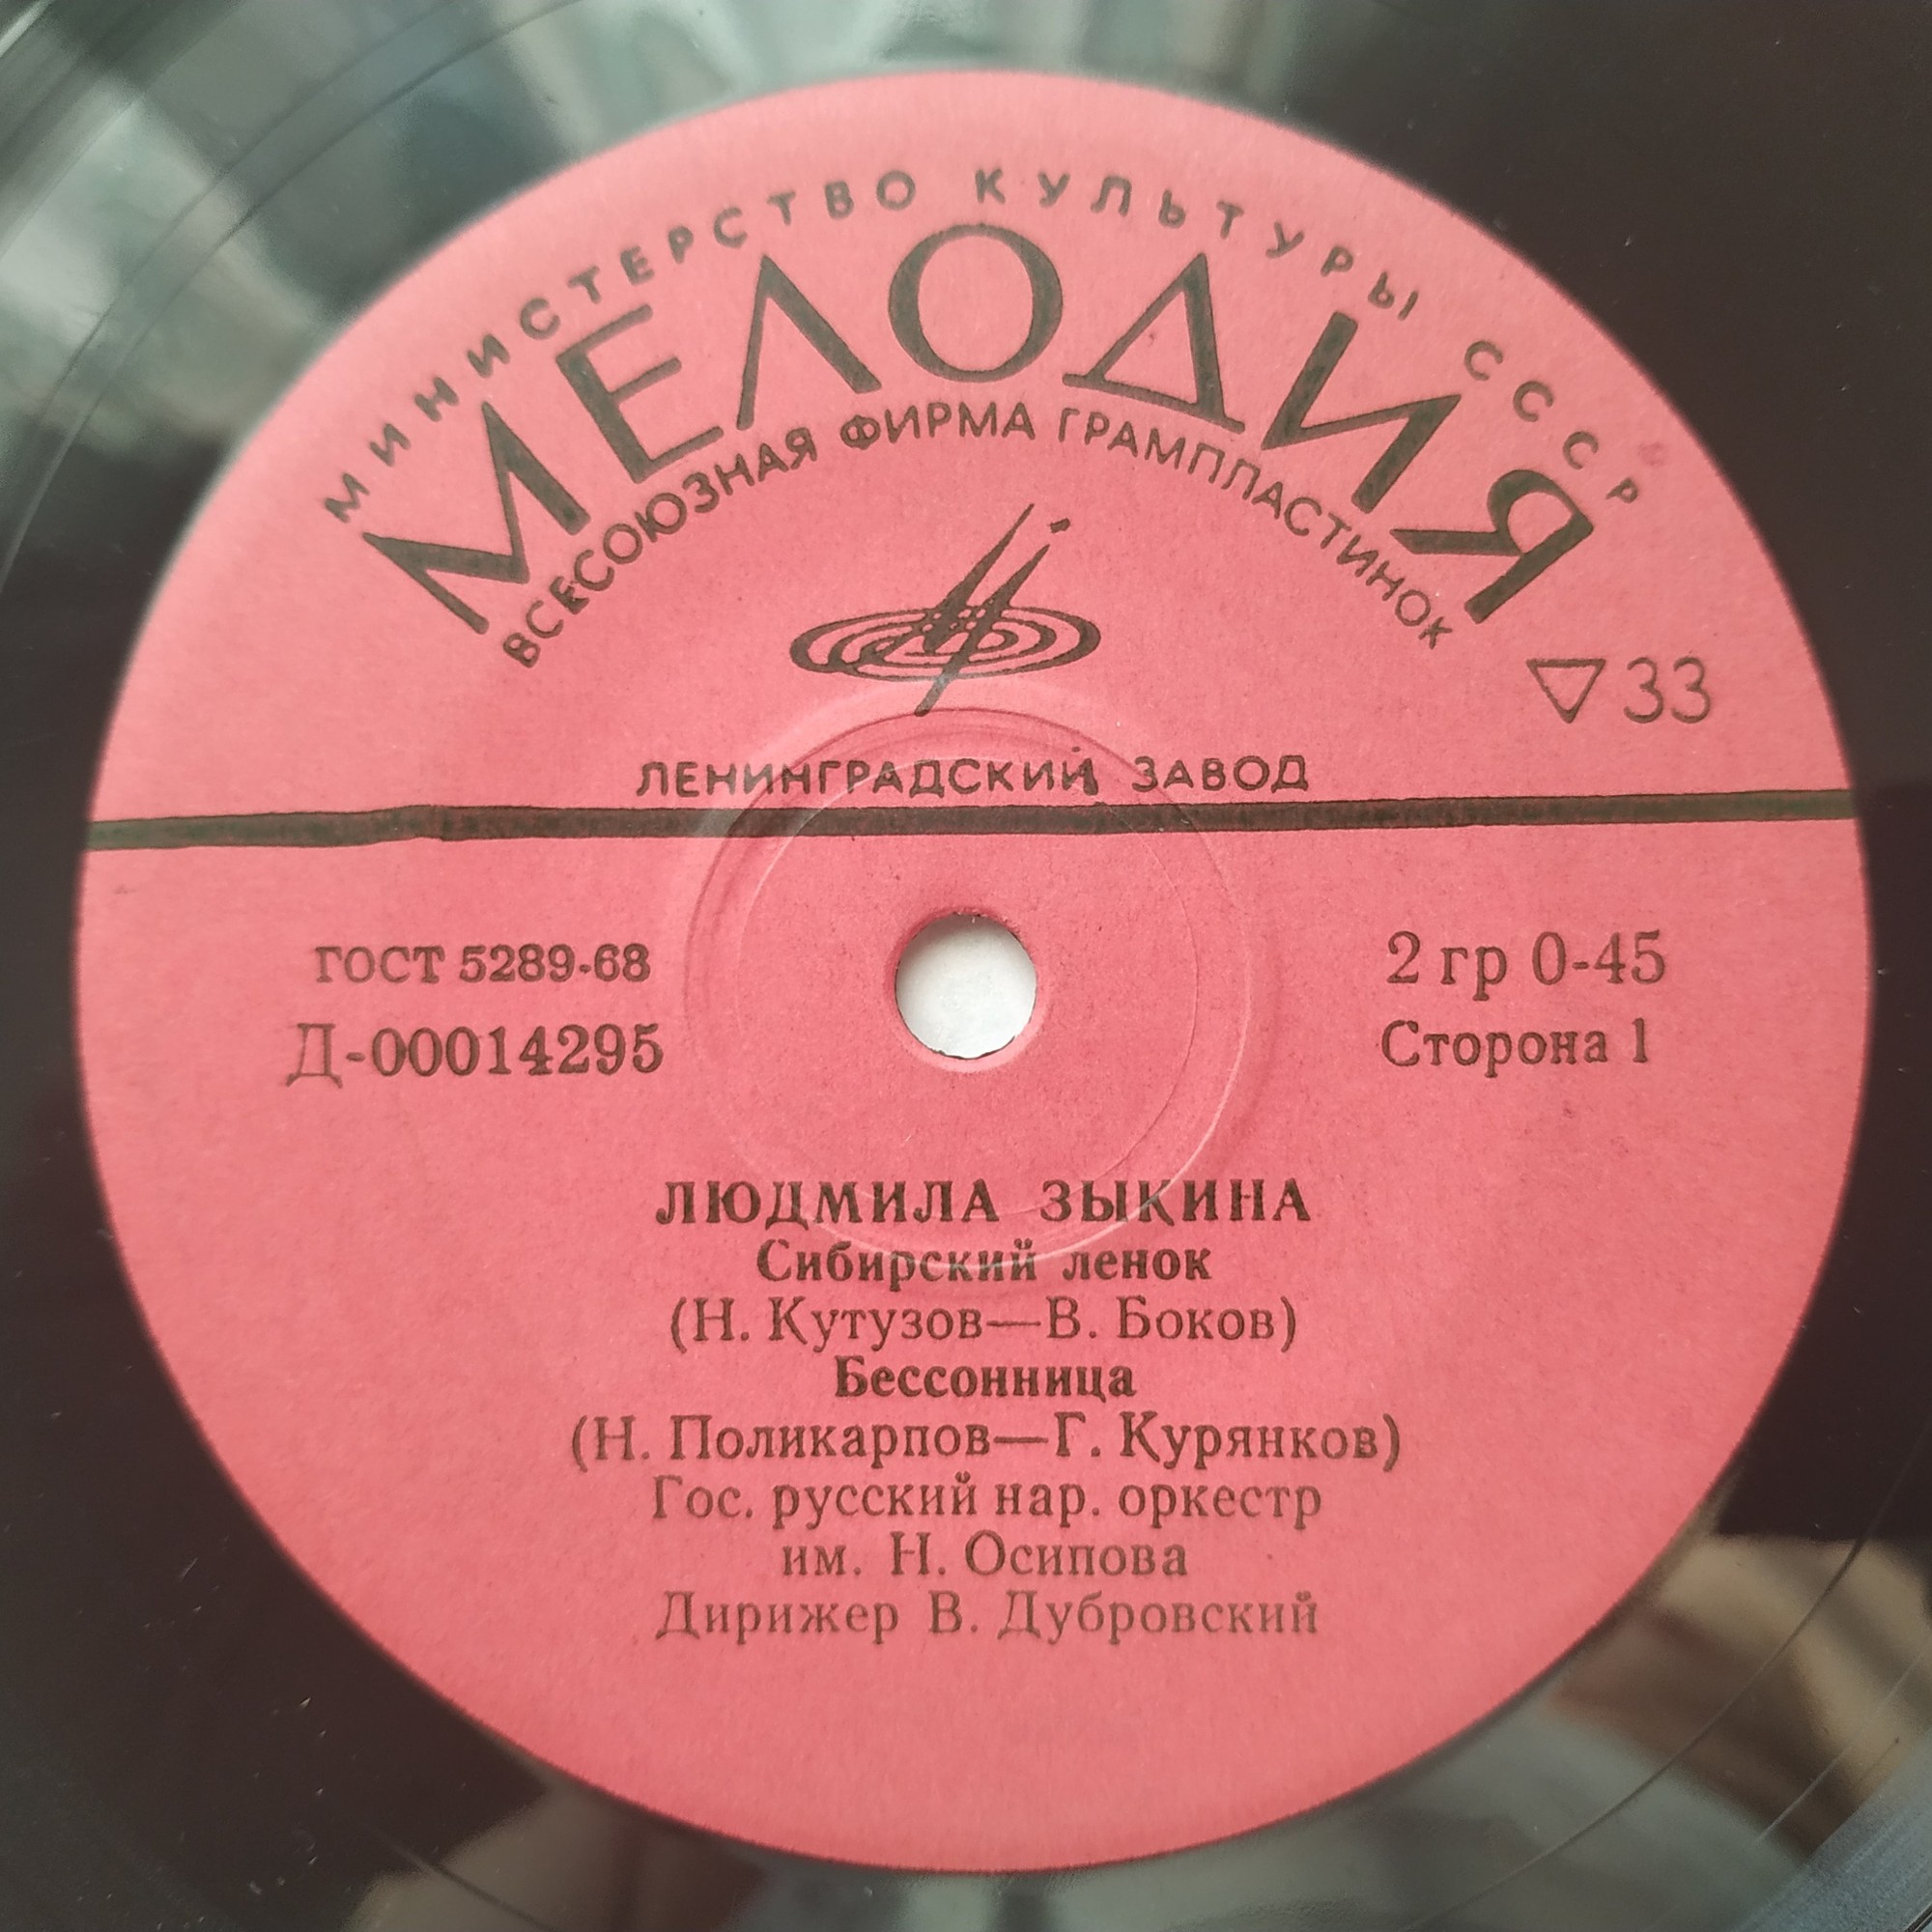 МИНИСТЕРСТВО КУЛЬТУРЫ СССР
МЕЛОДИЯ
ВСЕСОЮЗНАЯ ФИРМА ГРАМПЛАСТИНОК
▽33
ЛЕНИНГРАДСКИЙ ЗАВОД
ГОСТ 5289-68
2 гр 0-45
Д-00014295
Сторона 1
ЛЮДМИЛА ЗЫКИНА
Сибирский ленок
(Н. Кутузов—В. Боков)
Бессонница
(Н. Поликарпов—Г. Курянков)
Гос. русский нар. оркестр
им. Н. Осипова
Дирижер В. Дубровский